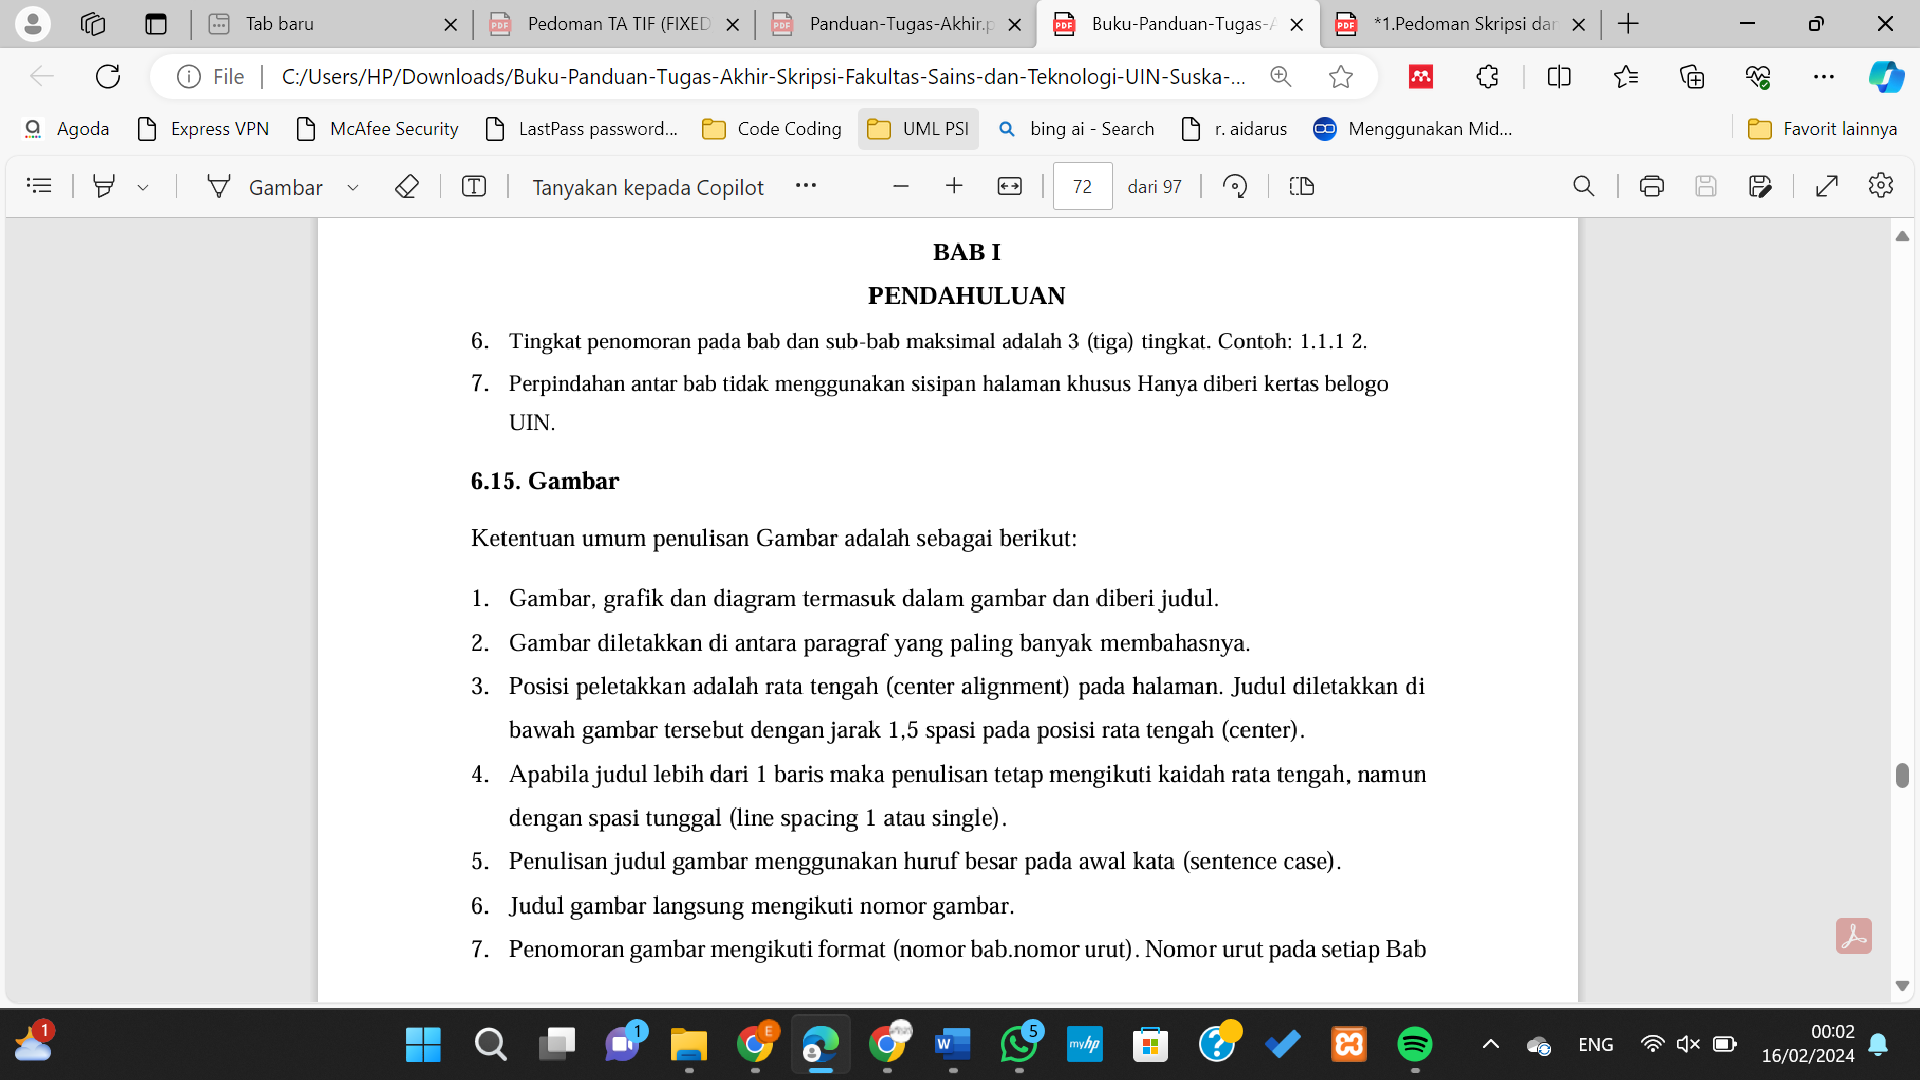 Tab baru
Pedoman TA TIF (FIXED
Panduan-Tugas-Akhir.p
Buku-Panduan-Tugas-A
*1.Pedoman Skripsi dan
File
C:/Users/HP/Downloads/Buku-Panduan-Tugas-Akhir-Skripsi-Fakultas-Sains-dan-Teknologi-UIN-Suska-...
Agoda
Express VPN
McAfee Security
LastPass password...
Code Coding
UML PSI
bing ai - Search
r. aidarus
Menggunakan Mid...
Favorit lainnya
Gambar
Tanyakan kepada Copilot
72
dari 97
BAB I
PENDAHULUAN
6. Tingkat penomoran pada bab dan sub-bab maksimal adalah 3 (tiga) tingkat. Contoh: 1.1.1 2.
7. Perpindahan antar bab tidak menggunakan sisipan halaman khusus Hanya diberi kertas belogo
UIN.
6.15. Gambar
Ketentuan umum penulisan Gambar adalah sebagai berikut:
1. Gambar, grafik dan diagram termasuk dalam gambar dan diberi judul.
2. Gambar diletakkan di antara paragraf yang paling banyak membahasnya.
3. Posisi peletakkan adalah rata tengah (center alignment) pada halaman. Judul diletakkan di
bawah gambar tersebut dengan jarak 1,5 spasi pada posisi rata tengah (center).
4. Apabila judul lebih dari 1 baris maka penulisan tetap mengikuti kaidah rata tengah, namun
dengan spasi tunggal (line spacing 1 atau single).
5. Penulisan judul gambar menggunakan huruf besar pada awal kata (sentence case).
6. Judul gambar langsung mengikuti nomor gambar.
7. Penomoran gambar mengikuti format (nomor bab.nomor urut). Nomor urut pada setiap Bab
1
1
E
W
5
myhp
ENG
00:02
16/02/2024